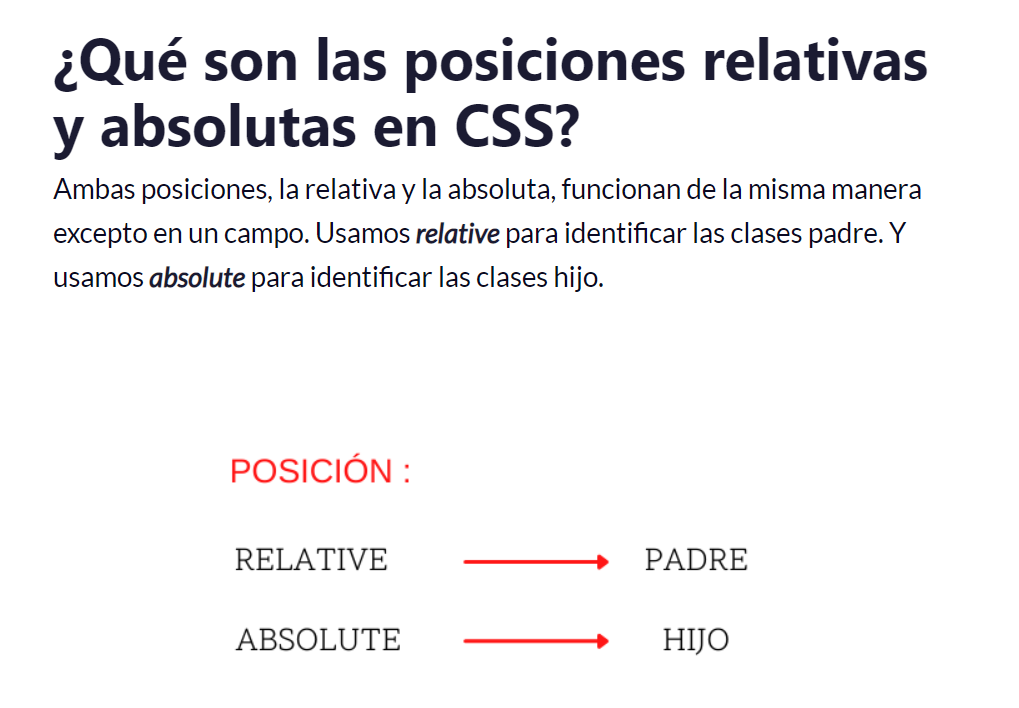 ¿Qué son las posiciones relativas
y absolutas en CSS?
Ambas posiciones, la relativa y la absoluta, funcionan de la misma manera
excepto en un campo. Usamos relative para identificar las clases padre. Y
usamos absolute para identificar las clases hijo.
POSICIÓN :
RELATIVE PADRE
ABSOLUTE HIJO